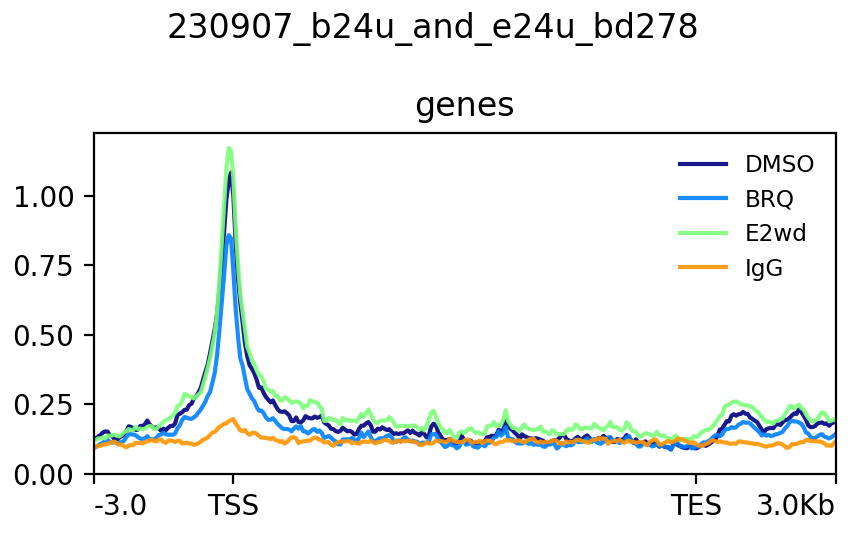 230907_b24u_and_e24u_bd278
genes
DMSO
BRQ
E2wd
IgG
1.00
0.75
0.50
0.25
0.00
-3.0 TSS TES 3.0Kb